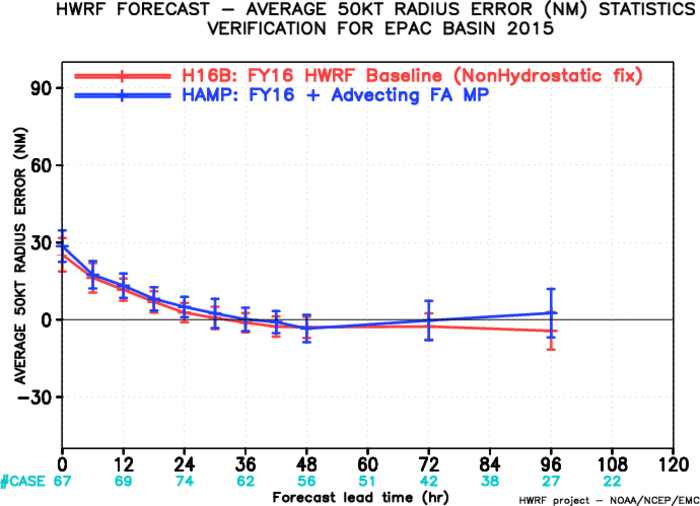 HWRF FORECAST – AVERAGE 50KT RADIUS ERROR (NM) STATISTICS
VERIFICATION FOR EPAC BASIN 2015
H16B: FY16 HWRF Baseline (NonHydrostatic fix)
HAMP: FY16 + Advecting FA MP
AVERAGE 50KT RADIUS ERROR (NM)
90
60
30
0
−30
0 12 24 36 48 60 72 84 96 108 120
#CASE 67 69 74 62 56 51 42 38 27 22
Forecast lead time (hr)
HWRF project – NOAA/NCEP/EMC